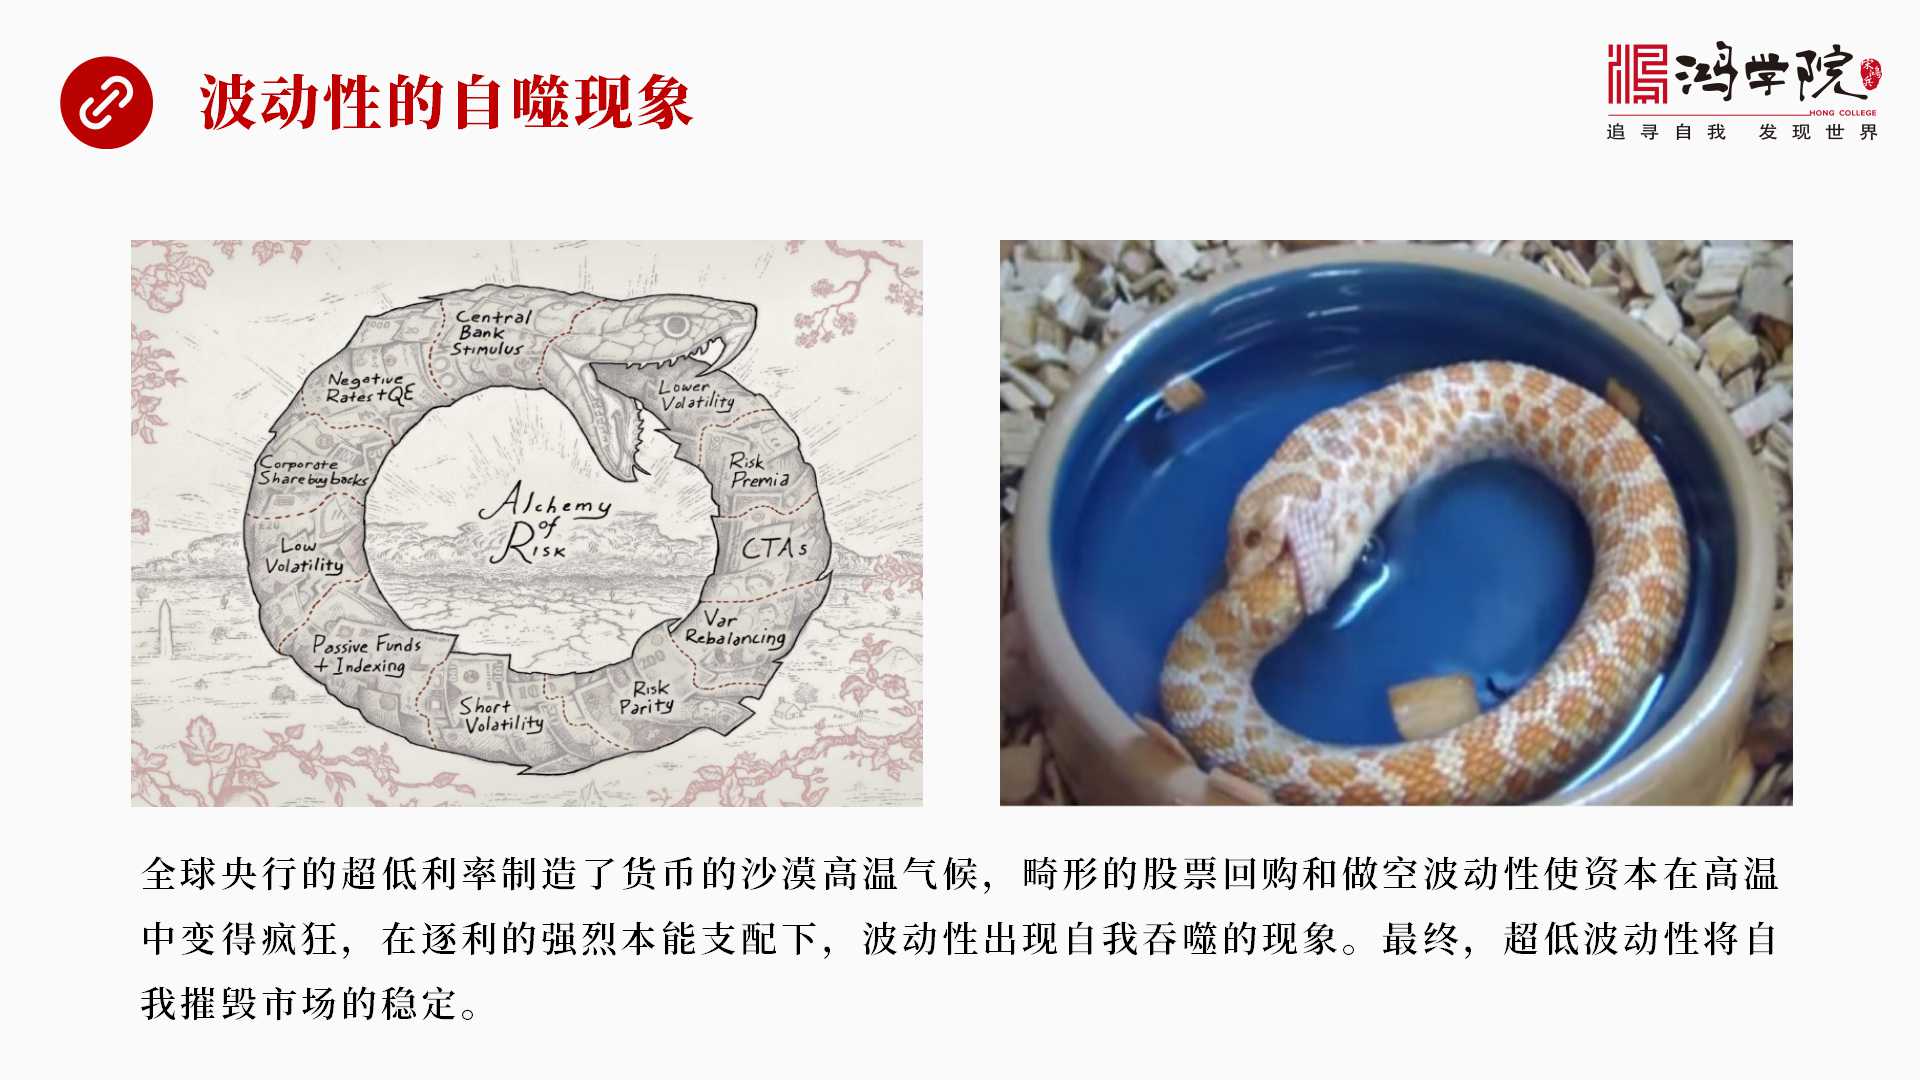 波动性的自噬现象
鸿学院
宋鸿兵
HONG COLLEGE
追寻自我 发现世界
Central
Bank
Stimulus
Negative
Rates+QE
Corporate
Share buybacks
Low
Volatility
Passive Funds
+ Indexing
Short
Volatility
Risk
Parity
Var
Rebalancing
CTAs
Risk
Premia
Lower
Volatility
Alchemy
of
Risk
全球央行的超低利率制造了货币的沙漠高温气候，畸形的股票回购和做空波动性使资本在高温
中变得疯狂，在逐利的强烈本能支配下，波动性出现自我吞噬的现象。最终，超低波动性将自
我摧毁市场的稳定。